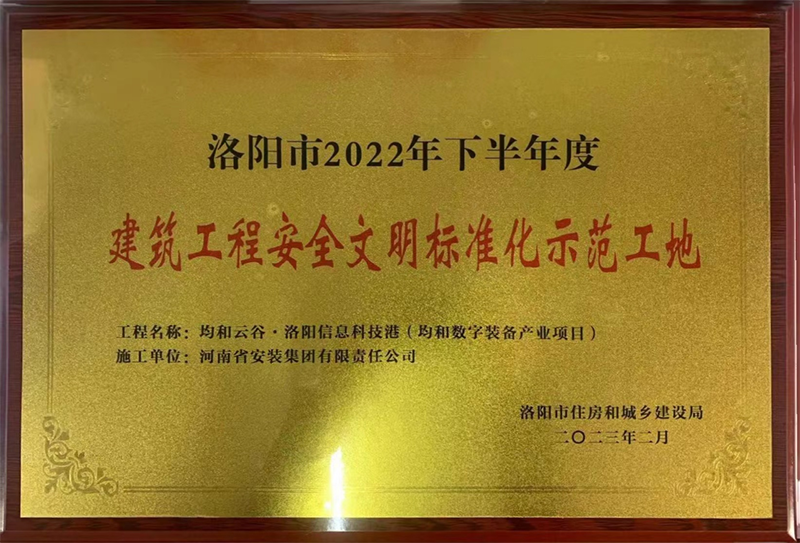 洛阳市2022年下半年度
建筑工程安全文明标准化示范工地
工程名称：均和云谷·洛阳信息科技港（均和数字装备产业项目）
施工单位：河南省安装集团有限责任公司
洛阳市住房和城乡建设局
二〇二三年二月